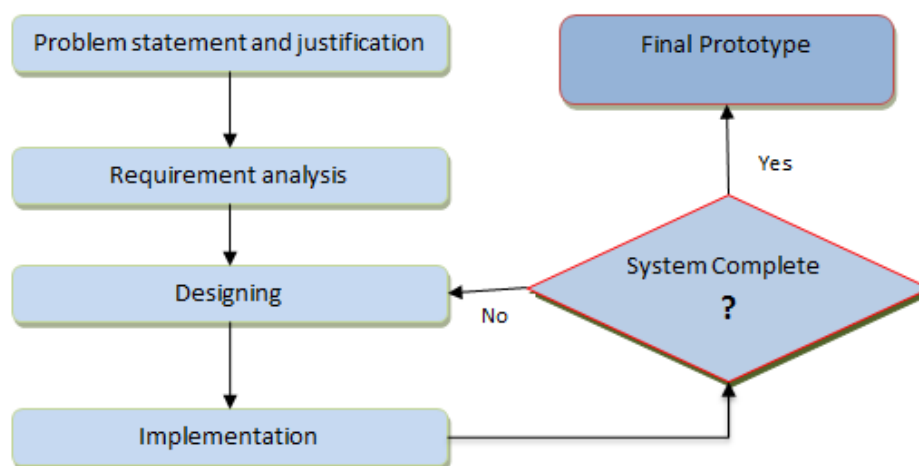 Problem statement and justification
Requirement analysis
Designing
Implementation
System Complete
?
No
Yes
Final Prototype